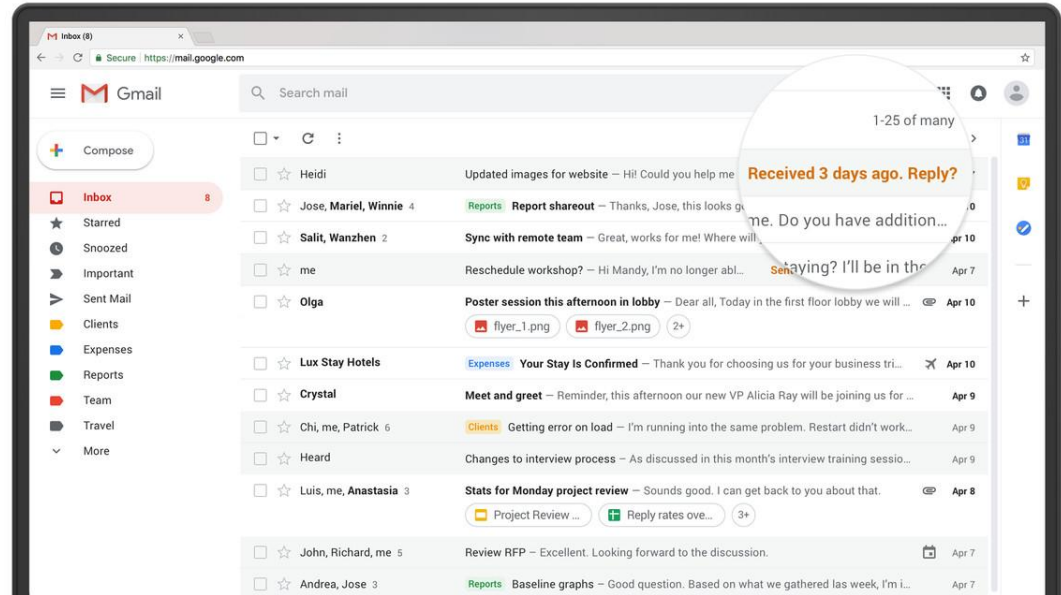 Inbox (8)
Secure https://mail.google.com
Gmail
Search mail
1-25 of many
Compose
Inbox 8
Starred
Snoozed
Important
Sent Mail
Clients
Expenses
Reports
Team
Travel
More
Heidi Updated images for website – Hi! Could you help me Received 3 days ago. Reply?
Jose, Mariel, Winnie 4 Reports Report shareout – Thanks, Jose, this looks me. Do you have addition...
Salit, Wanzhen 2 Sync with remote team – Great, works for me! Where will staying? I'll be in the Apr 10
me Reschedule workshop? – Hi Mandy, I'm no longer abl... Apr 7
Olga Poster session this afternoon in lobby – Dear all, Today in the first floor lobby we will ... Apr 10
flyer_1.png flyer_2.png 2+
Lux Stay Hotels Expenses Your Stay Is Confirmed – Thank you for choosing us for your business tri... Apr 10
Crystal Meet and greet – Reminder, this afternoon our new VP Alicia Ray will be joining us for ... Apr 9
Chi, me, Patrick 6 Clients Getting error on load – I'm running into the same problem. Restart didn't work... Apr 9
Heard Changes to interview process – As discussed in this month's interview training sessio... Apr 9
Luis, me, Anastasia 3 Stats for Monday project review – Sounds good. I can get back to you about that. Apr 8
Project Review ... Reply rates ove... 3+
John, Richard, me 5 Review RFP – Excellent. Looking forward to the discussion. Apr 7
Andrea, Jose 3 Reports Baseline graphs – Good question. Based on what we gathered las week, I'm i... Apr 7
31